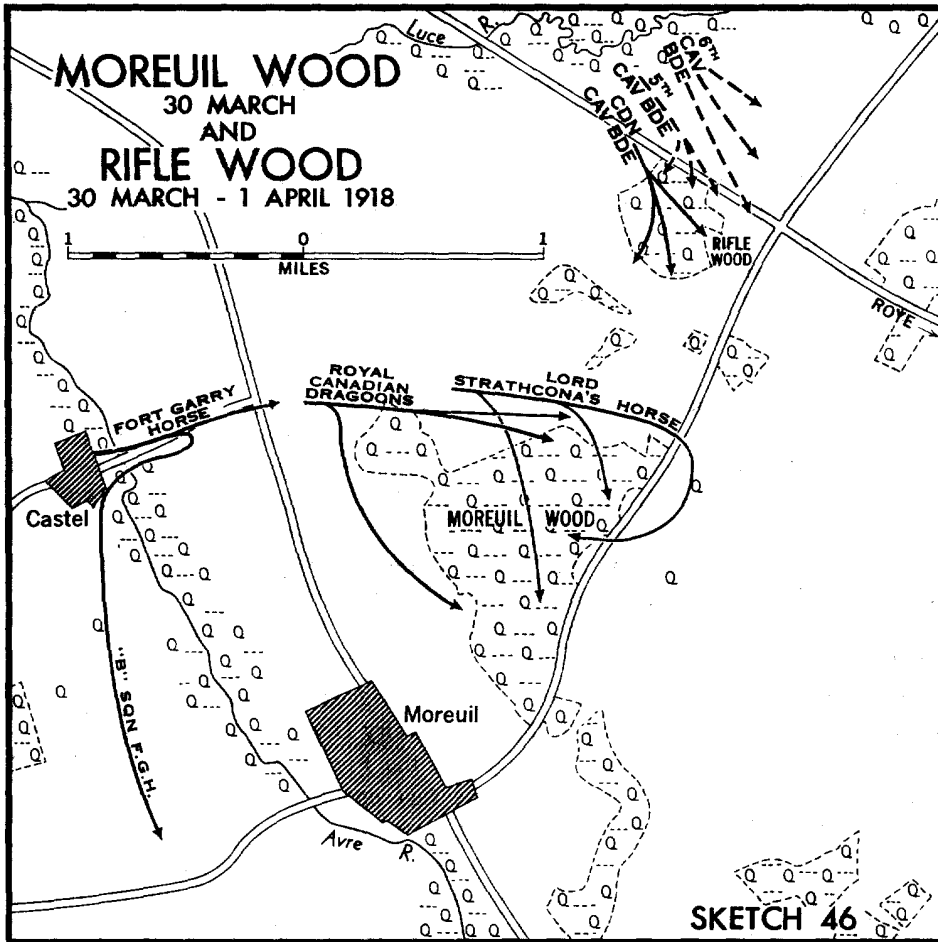 MOREUIL WOOD
30 MARCH
AND
RIFLE WOOD
30 MARCH - 1 APRIL 1918
1 0 1
MILES
Luce R.
6TH
CAV
BDE
5TH
CAV BDE
CDN
CAV BDE
RIFLE
WOOD
ROYE
FORT GARRY
HORSE
ROYAL
CANADIAN
DRAGOONS
LORD
STRATHCONA'S HORSE
Castel
MOREUIL WOOD
"B" SQN F.G.H.
Moreuil
Avre R.
SKETCH 46